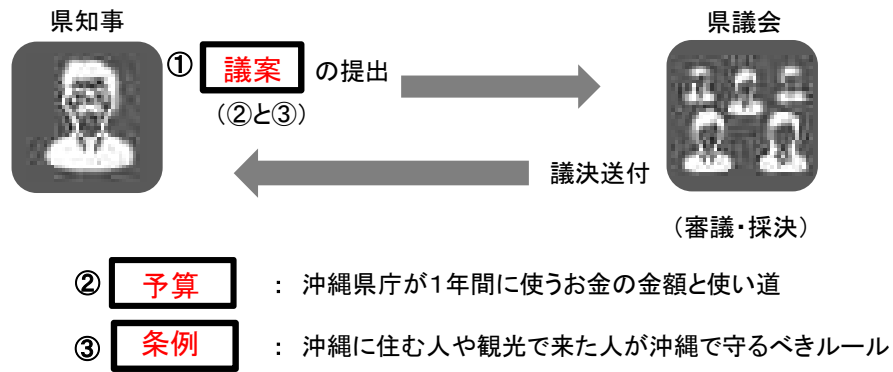 県知事
県議会
① 議案 の提出
(②と③)
議決送付
(審議・採決)
② 予算 : 沖縄県庁が1年間に使うお金の金額と使い道
③ 条例 : 沖縄に住む人や観光で来た人が沖縄で守るべきルール